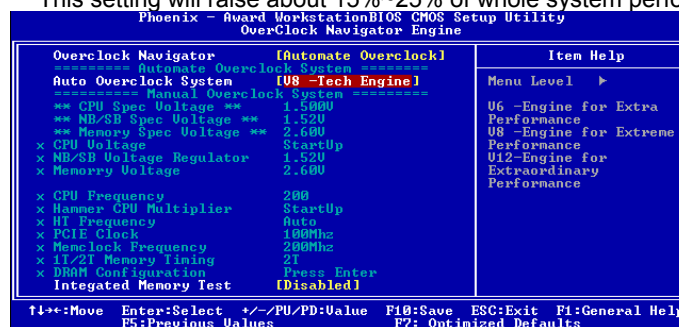 This setting will raise about 15%~25% of whole system perfo
Phoenix - Award WorkstationBIOS CMOS Setup Utility
OverClock Navigator Engine
Overclock Navigator [Automate Overclock]
======== Automate Overclock System ========
Auto Overclock System [V8 -Tech Engine]
========== Manual Overclock System =========
** CPU Spec Voltage ** 1.500V
** NB/SB Spec Voltage ** 1.52V
** Memory Spec Voltage ** 2.60V
x CPU Voltage StartUp
x NB/SB Voltage Regulator 1.52V
x Memorry Voltage 2.60V
x CPU Frequency 200
x Hammer CPU Multiplier StartUp
x HT Frequency Auto
x PCIE Clock 100Mhz
x Memclock Frequency 200Mhz
x 1T/2T Memory Timing 2T
x DRAM Configuration Press Enter
Integated Memory Test [Disabled]
Item Help
Menu Level ►
V6 -Engine for Extra
Performance
V8 -Engine for Extreme
Performance
V12-Engine for
Extraordinary
Performance
↑↓→←:Move Enter:Select +/-/PU/PD:Value F10:Save ESC:Exit F1:General Help
F5:Previous Values F7: Optimized Defaults